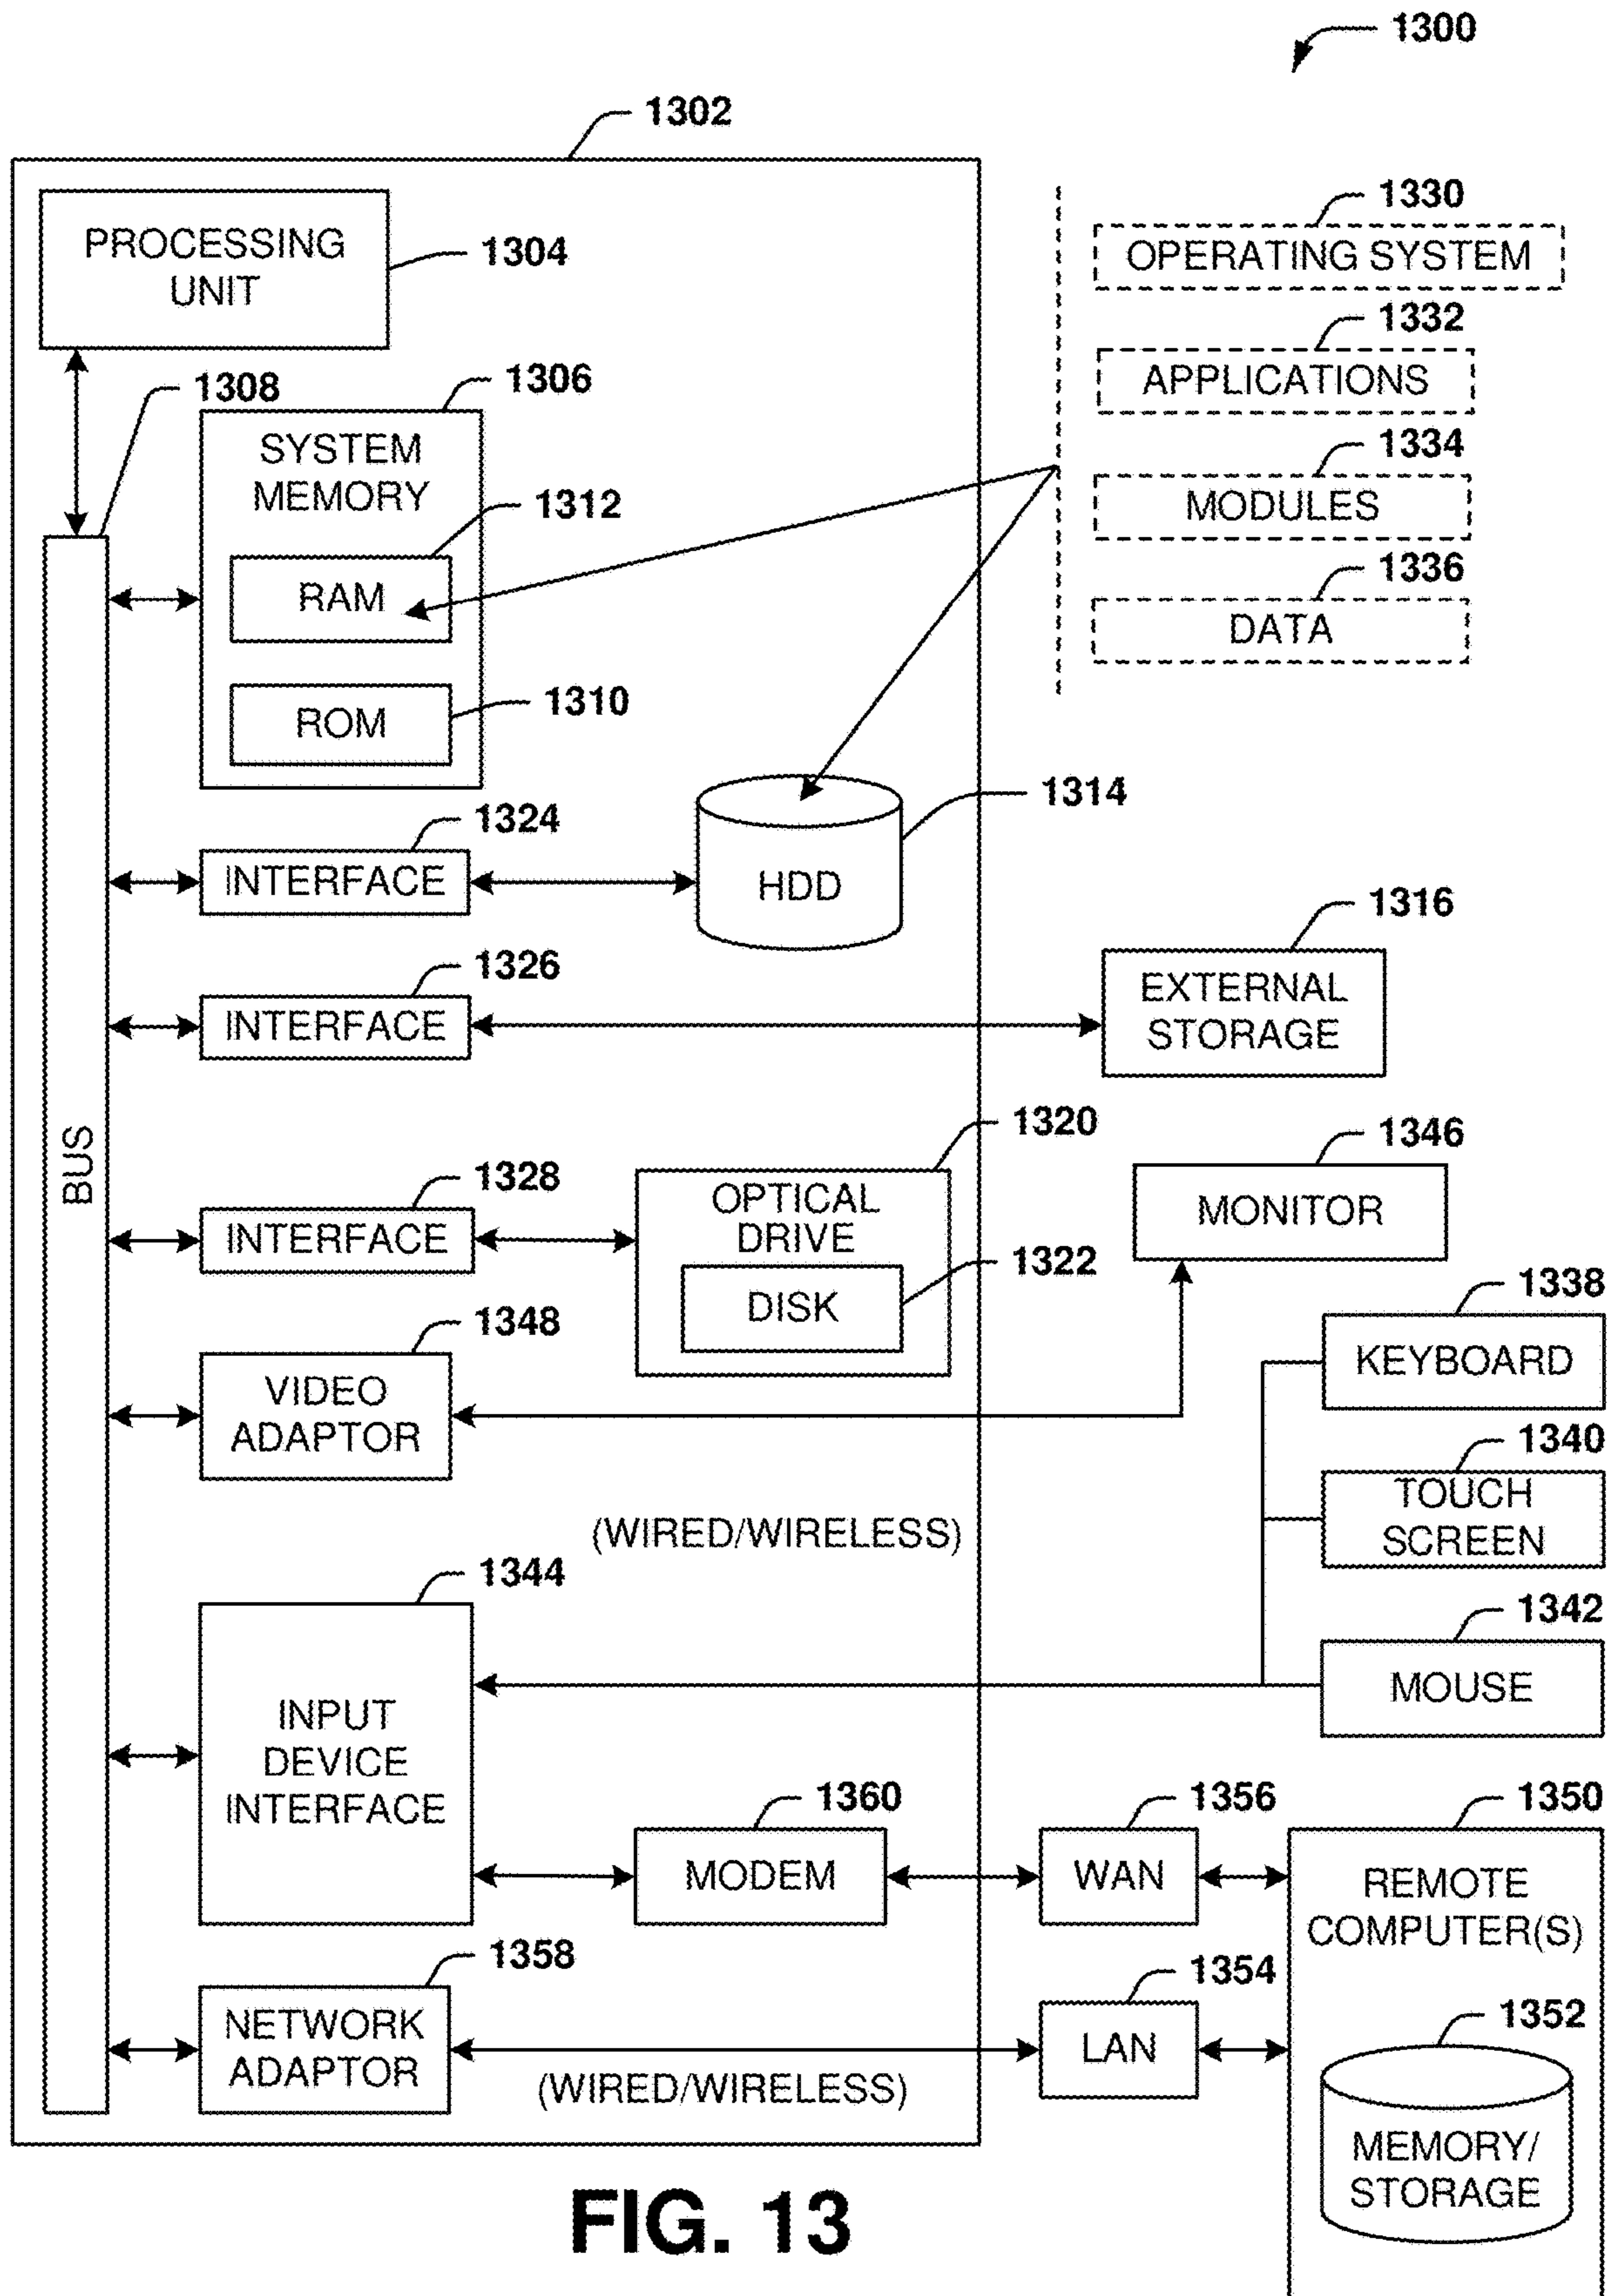 1300
1302
PROCESSING
UNIT
1304
1330
OPERATING SYSTEM
1332
APPLICATIONS
1334
MODULES
1336
DATA
1308
1306
SYSTEM
MEMORY
1312
RAM
1310
ROM
1314
HDD
1324
INTERFACE
1316
EXTERNAL
STORAGE
1326
INTERFACE
BUS
1320
OPTICAL
DRIVE
1322
DISK
1328
INTERFACE
1346
MONITOR
1348
VIDEO
ADAPTOR
1338
KEYBOARD
1340
TOUCH
SCREEN
(WIRED/WIRELESS)
1342
MOUSE
1344
INPUT
DEVICE
INTERFACE
1360
MODEM
1356
WAN
1350
REMOTE
COMPUTER(S)
1358
NETWORK
ADAPTOR
(WIRED/WIRELESS)
1354
LAN
1352
MEMORY/
STORAGE
FIG. 13